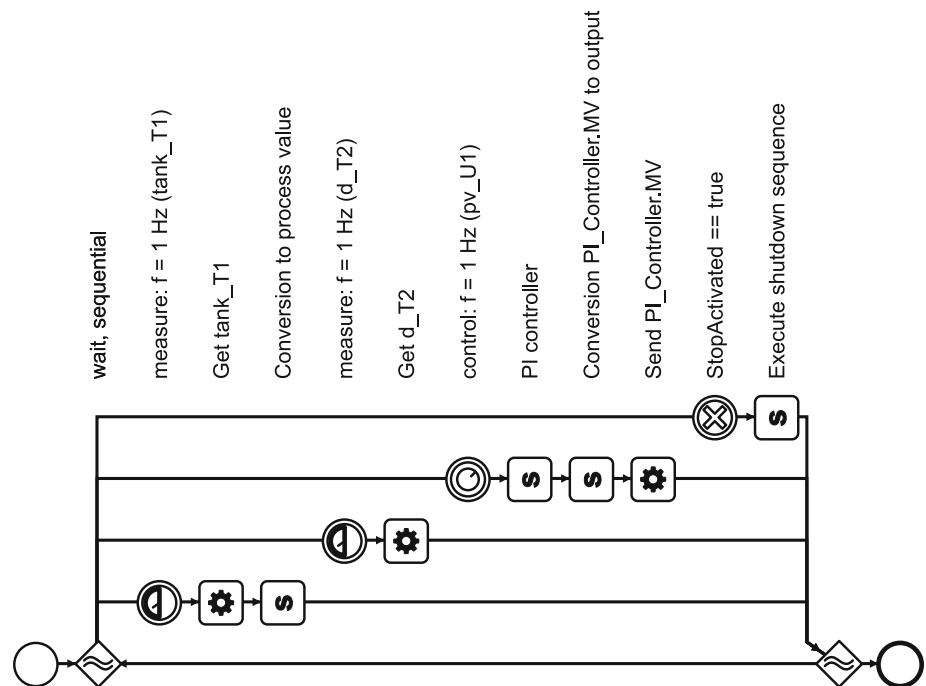 wait, sequential
measure: f = 1 Hz (tank_T1)
Get tank_T1
Conversion to process value
measure: f = 1 Hz (d_T2)
Get d_T2
control: f = 1 Hz (pv_U1)
PI controller
Conversion PI_Controller.MV to output
Send PI_Controller.MV
StopActivated == true
Execute shutdown sequence
s
s
s
s